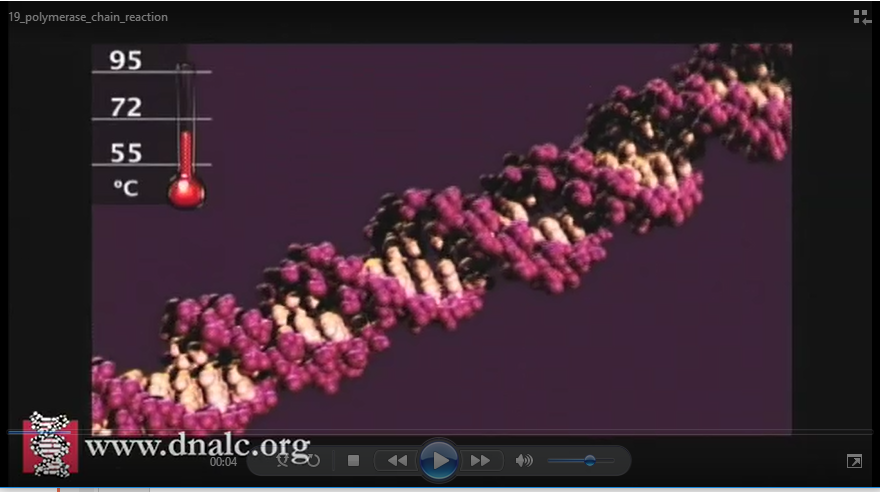 19_polymerase_chain_reaction
95
72
55
°C
www.dnalc.org
00:04